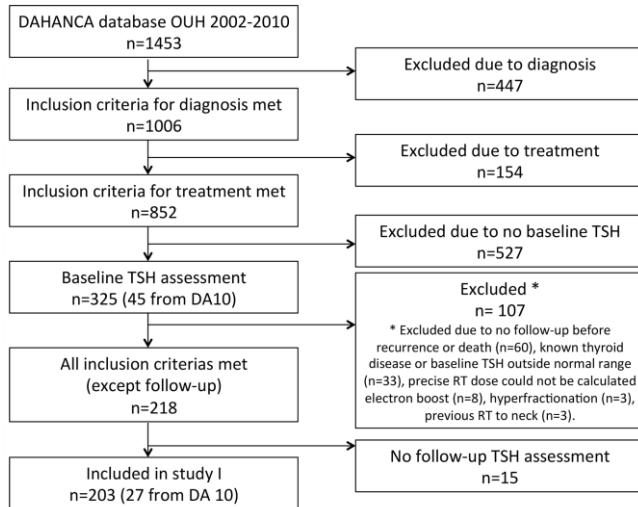 DAHANCA database OUH 2002-2010
n=1453
Excluded due to diagnosis
n=447
Inclusion criteria for diagnosis met
n=1006
Excluded due to treatment
n=154
Inclusion criteria for treatment met
n=852
Excluded due to no baseline TSH
n=527
Baseline TSH assessment
n=325 (45 from DA10)
Excluded *
n= 107
* Excluded due to no follow-up before
recurrence or death (n=60), known thyroid
disease or baseline TSH outside normal range
(n=33), precise RT dose could not be calculated
electron boost (n=8), hyperfractionation (n=3),
previous RT to neck (n=3).
All inclusion criterias met
(except follow-up)
n=218
No follow-up TSH assessment
n=15
Included in study I
n=203 (27 from DA 10)